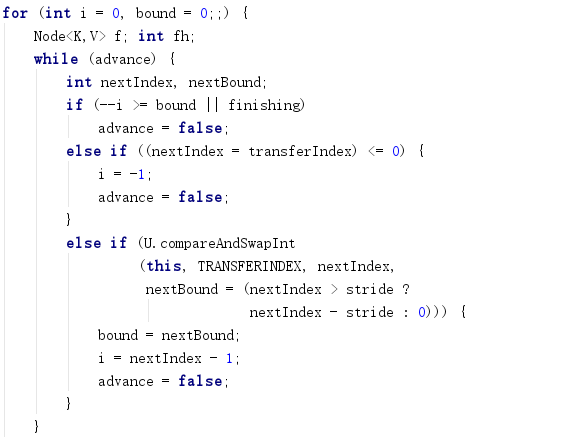 for (int i = 0, bound = 0;;) {
    Node<K,V> f; int fh;
    while (advance) {
        int nextIndex, nextBound;
        if (--i >= bound || finishing)
            advance = false;
        else if ((nextIndex = transferIndex) <= 0) {
            i = -1;
            advance = false;
        }
        else if (U.compareAndSwapInt
                 (this, TRANSFERINDEX, nextIndex,
                  nextBound = (nextIndex > stride ?
                               nextIndex - stride : 0))) {
            bound = nextBound;
            i = nextIndex - 1;
            advance = false;
        }
    }